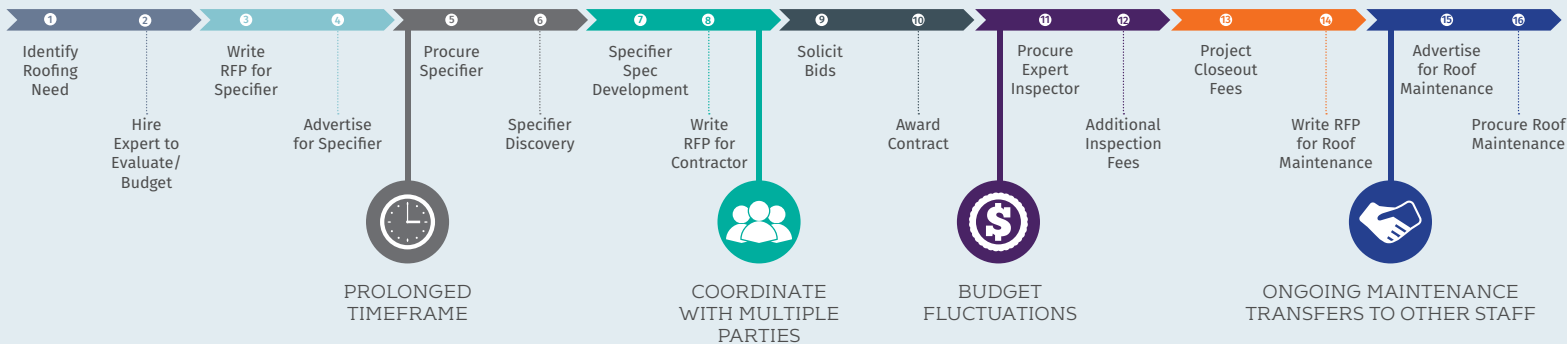 1
Identify
Roofing
Need
2
Hire
Expert to
Evaluate/
Budget
3
Write
RFP for
Specifier
4
Advertise
for Specifier
5
Procure
Specifier
6
Specifier
Discovery
7
Specifier
Spec
Development
8
Write
RFP for
Contractor
9
Solicit
Bids
10
Award
Contract
11
Procure
Expert
Inspector
12
Additional
Inspection
Fees
13
Project
Closeout
Fees
14
Write RFP
for Roof
Maintenance
15
Advertise
for Roof
Maintenance
16
Procure Roof
Maintenance
PROLONGED
TIMEFRAME
COORDINATE
WITH MULTIPLE
PARTIES
$
BUDGET
FLUCTUATIONS
ONGOING MAINTENANCE
TRANSFERS TO OTHER STAFF